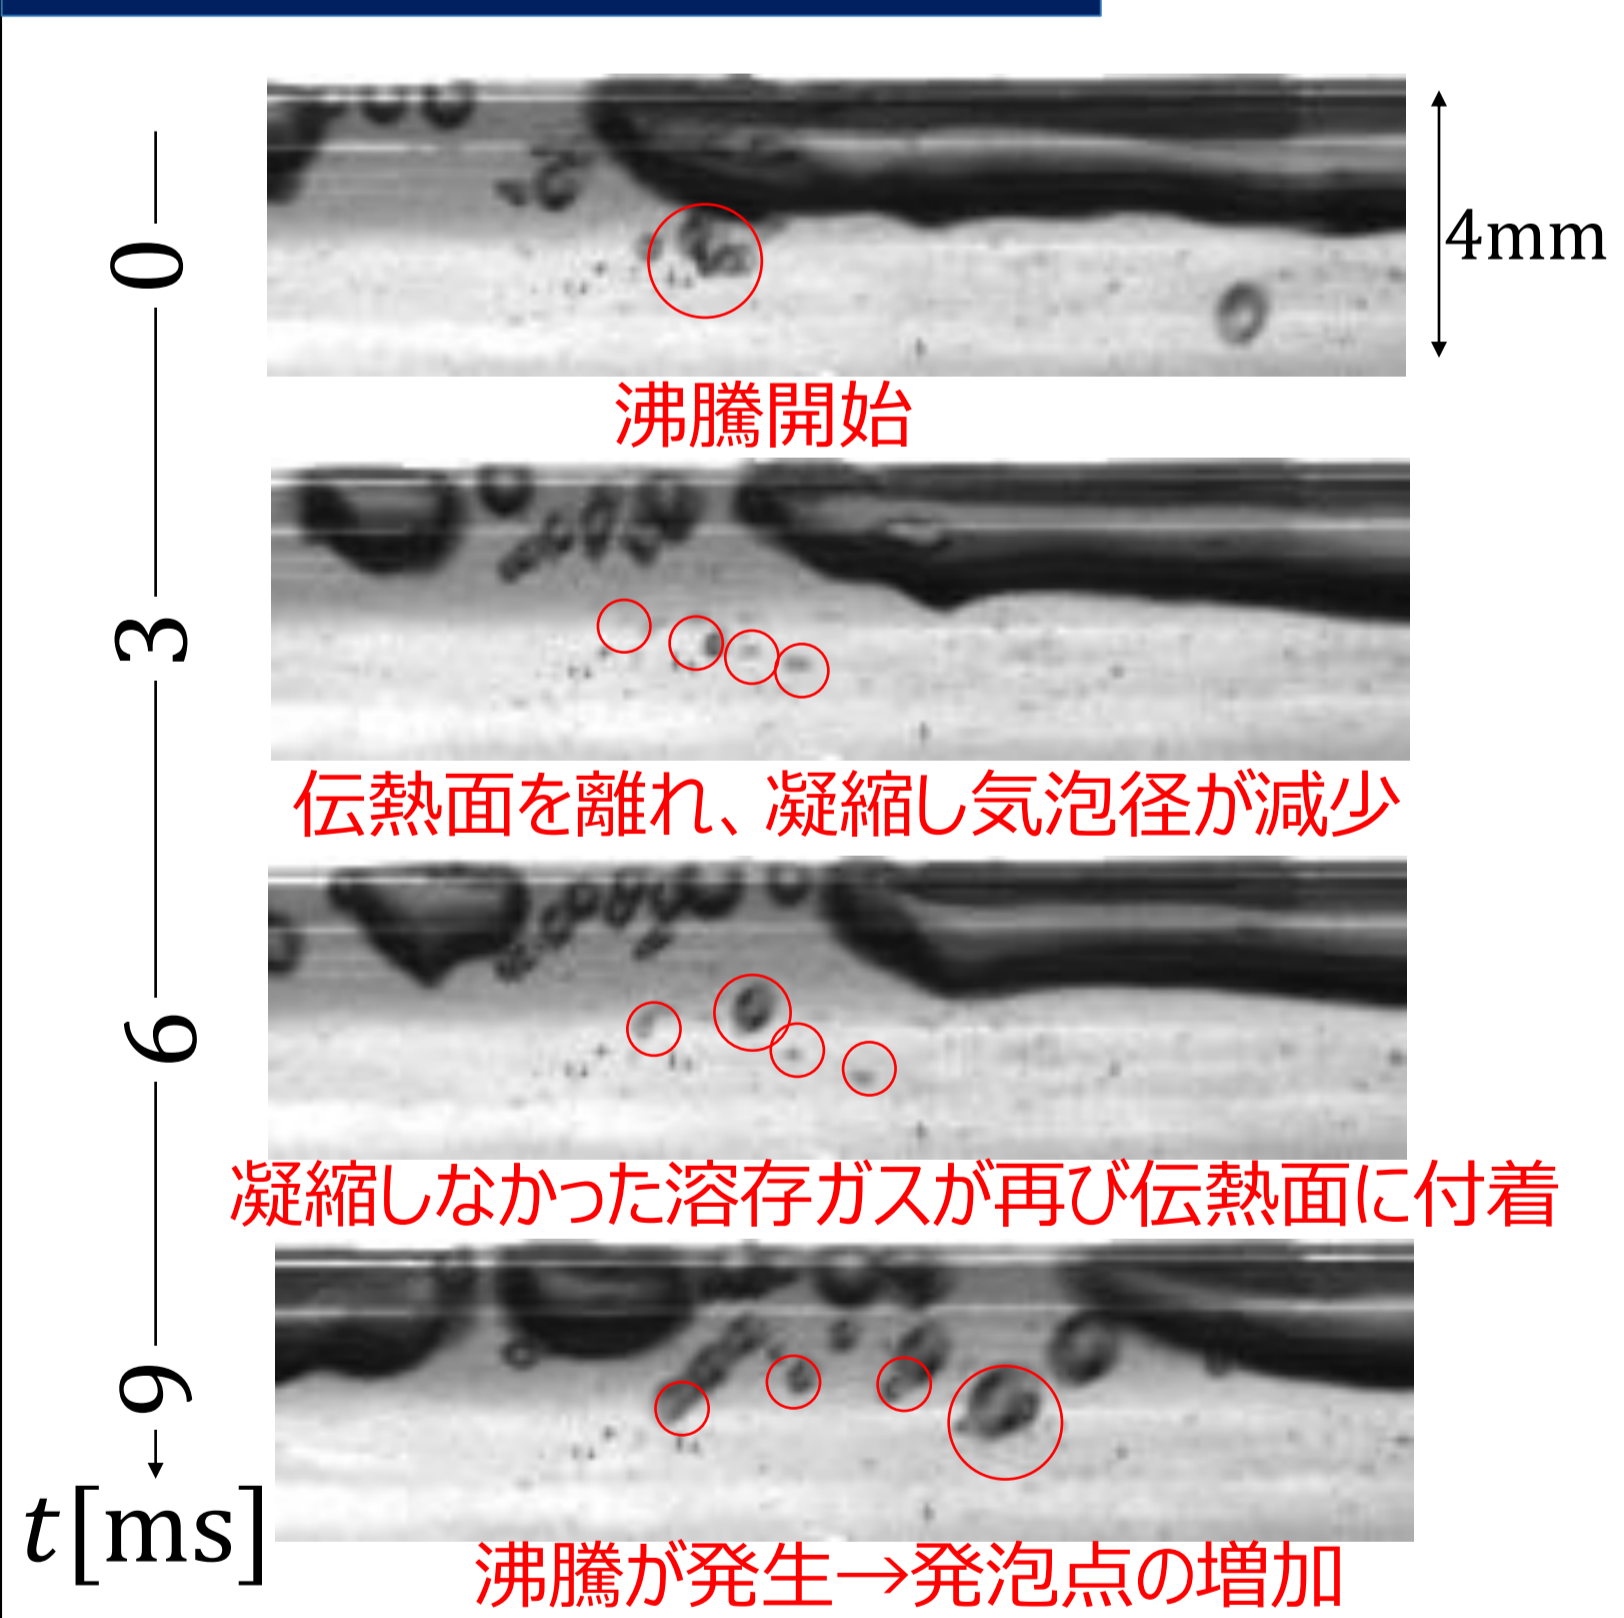 0
4mm
沸騰開始
3
伝熱面を離れ、凝縮し気泡径が減少
6
凝縮しなかった溶存ガスが再び伝熱面に付着
9
t[ms]
沸騰が発生→発泡点の増加